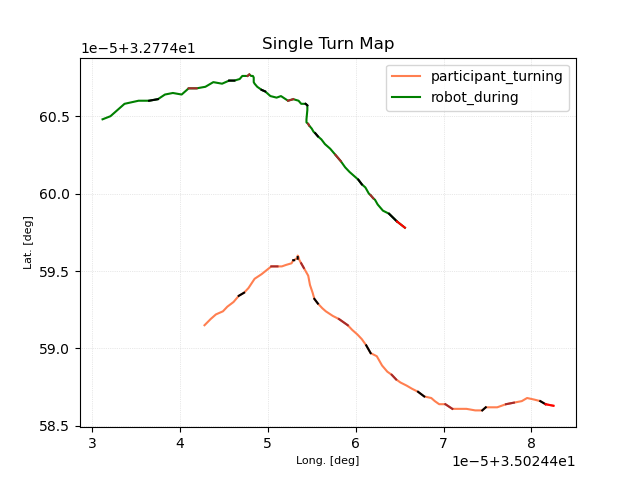 Single Turn Map
1e−5+3.2774e1
participant_turning
robot_during
60.5
60.0
59.5
59.0
58.5
Lat. [deg]
3 4 5 6 7 8
Long. [deg]
1e−5+3.50244e1